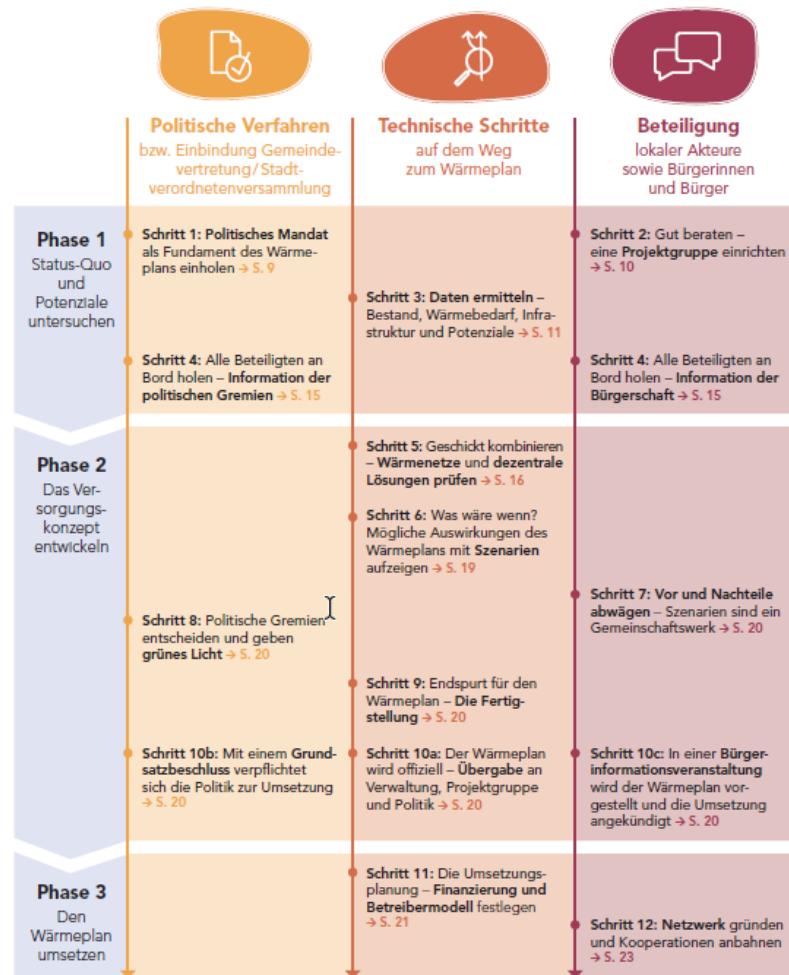 Politische Verfahren
bzw. Einbindung Gemeinde-
vertretung/Stadt-
verordnetenversammlung
Technische Schritte
auf dem Weg
zum Wärmeplan
Beteiligung
lokaler Akteure
sowie Bürgerinnen
und Bürger
Phase 1
Status-Quo
und
Potenziale
untersuchen
Schritt 1: Politisches Mandat
als Fundament des Wärme-
plans einholen → S. 9
Schritt 2: Gut beraten –
eine Projektgruppe einrichten
→ S. 10
Schritt 3: Daten ermitteln –
Bestand, Wärmebedarf, Infra-
struktur und Potenziale → S. 11
Schritt 4: Alle Beteiligten an
Bord holen – Information der
politischen Gremien → S. 15
Schritt 4: Alle Beteiligten an
Bord holen – Information der
Bürgerschaft → S. 15
Phase 2
Das Ver-
sorgungs-
konzept
entwickeln
Schritt 5: Geschickt kombinieren
– Wärmenetze und dezentrale
Lösungen prüfen → S. 16
Schritt 6: Was wäre wenn?
Mögliche Auswirkungen des
Wärmeplans mit Szenarien
aufzeigen → S. 19
Schritt 7: Vor und Nachteile
abwägen – Szenarien sind ein
Gemeinschaftswerk → S. 20
Schritt 8: Politische Gremien
entscheiden und geben
grünes Licht → S. 20
Schritt 9: Endspurt für den
Wärmeplan – Die Fertig-
stellung → S. 20
Schritt 10b: Mit einem Grund-
satzbeschluss verpflichtet
sich die Politik zur Umsetzung
→ S. 20
Schritt 10a: Der Wärmeplan
wird offiziell – Übergabe an
Verwaltung, Projektgruppe
und Politik → S. 20
Schritt 10c: In einer Bürger-
informationsveranstaltung
wird der Wärmeplan vor-
gestellt und die Umsetzung
angekündigt → S. 20
Phase 3
Den
Wärmeplan
umsetzen
Schritt 11: Die Umsetzungs-
planung – Finanzierung und
Betreibermodell festlegen
→ S. 21
Schritt 12: Netzwerk gründen
und Kooperationen anbahnen
→ S. 23